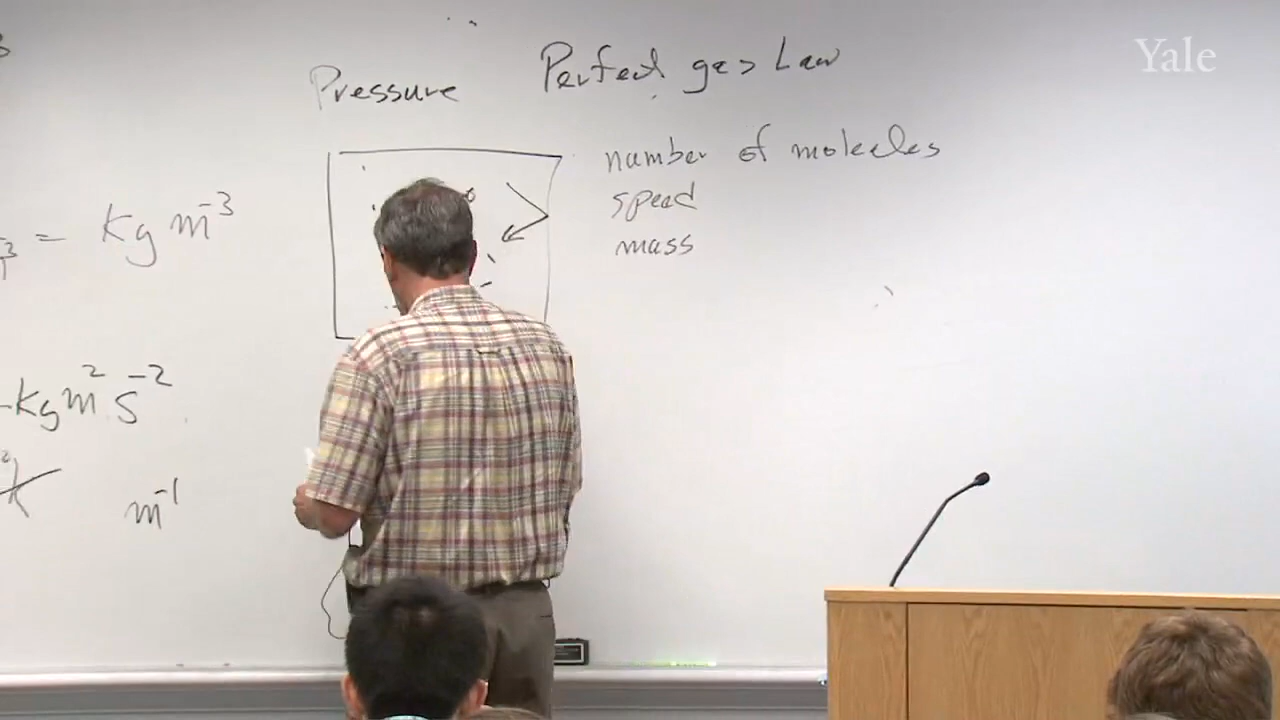 Yale
Pressure
Perfect gas Law
number of molecules
speed
mass
= kg m⁻³
kg m² s⁻²
m⁻¹